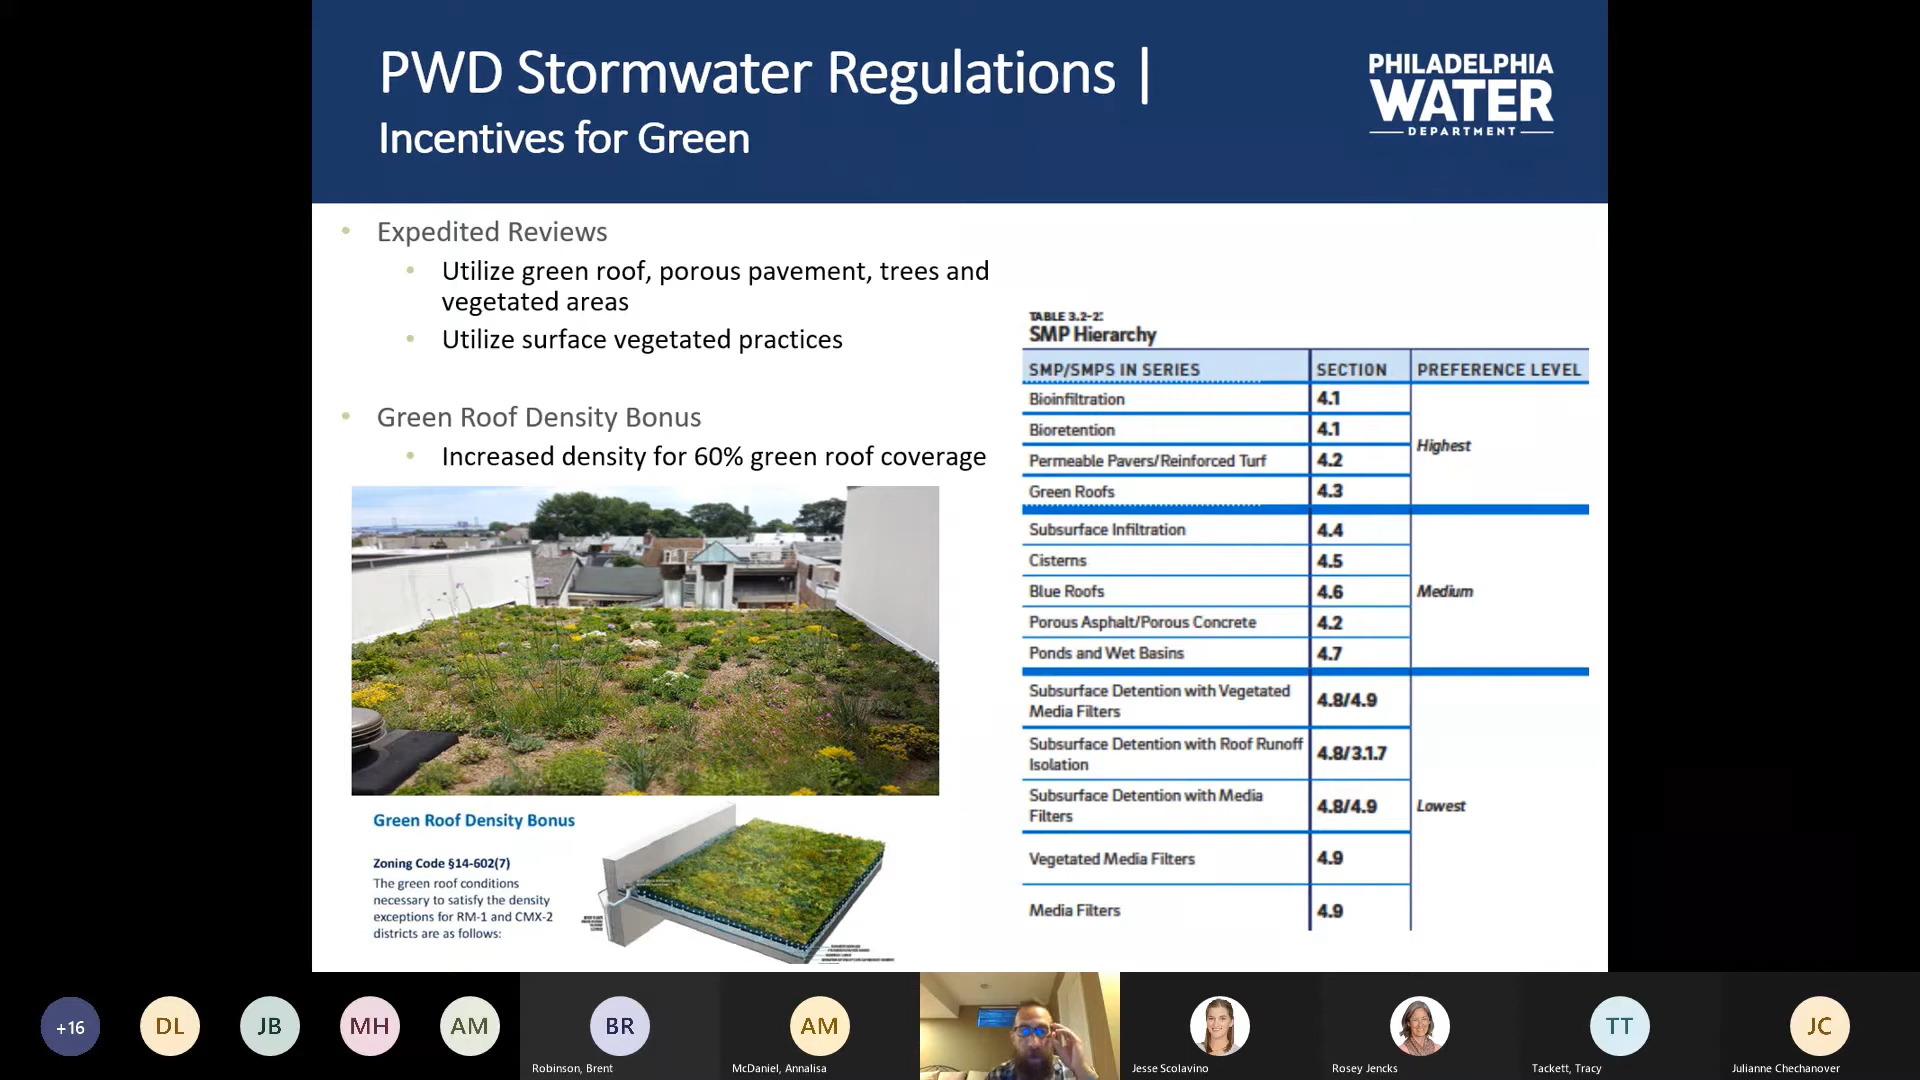 PWD Stormwater Regulations |
Incentives for Green
PHILADELPHIA
WATER
DEPARTMENT
• Expedited Reviews
• Utilize green roof, porous pavement, trees and
vegetated areas
• Utilize surface vegetated practices
• Green Roof Density Bonus
• Increased density for 60% green roof coverage
Green Roof Density Bonus
Zoning Code §14-602(7)
The green roof conditions
necessary to satisfy the density
exceptions for RM-1 and CMX-2
districts are as follows:
TABLE 3.2-2:
SMP Hierarchy
SMP/SMPS IN SERIES SECTION PREFERENCE LEVEL
Bioinfiltration 4.1
Bioretention 4.1
Highest
Permeable Pavers/Reinforced Turf 4.2
Green Roofs 4.3
Subsurface Infiltration 4.4
Cisterns 4.5
Blue Roofs 4.6 Medium
Porous Asphalt/Porous Concrete 4.2
Ponds and Wet Basins 4.7
Subsurface Detention with Vegetated
Media Filters 4.8/4.9
Subsurface Detention with Roof Runoff
Isolation 4.8/3.1.7
Subsurface Detention with Media
Filters 4.8/4.9 Lowest
Vegetated Media Filters 4.9
Media Filters 4.9
+16 DL JB MH AM BR AM TT JC
Robinson, Brent McDaniel, Annalisa Jesse Scolavino Rosey Jencks Tackett, Tracy Julianne Chechanover